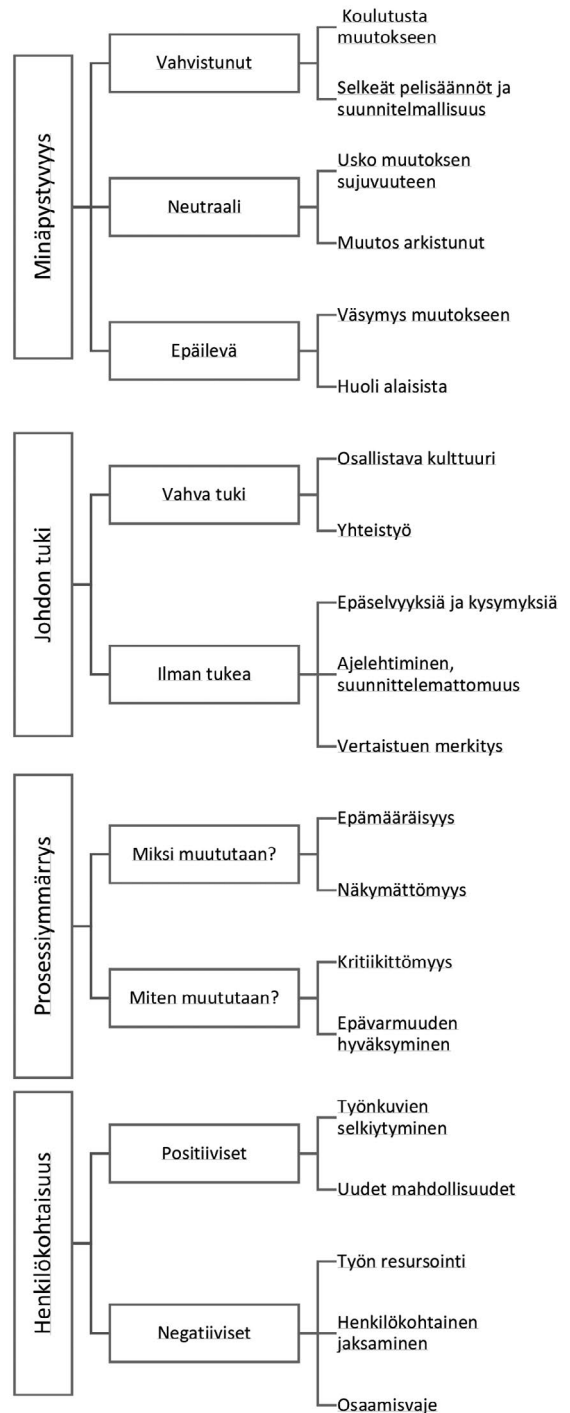 Minäpystyvyys
Vahvistunut
Koulutusta
muutokseen
Selkeät pelisäännöt ja
suunnitelmallisuus
Neutraali
Usko muutoksen
sujuvuuteen
Muutos arkistunut
Epäilevä
Väsymys muutokseen
Huoli alaisista
Johdon tuki
Vahva tuki
Osallistava kulttuuri
Yhteistyö
Ilman tukea
Epäselvyyksiä ja kysymyksiä
Ajelehtiminen,
suunnittelemattomuus
Vertaistuen merkitys
Prosessiymmärrys
Miksi muututaan?
Epämääräisyys
Näkymättömyys
Miten muututaan?
Kritiikittömyys
Epävarmuuden
hyväksyminen
Henkilökohtaisuus
Positiiviset
Työnkuvien
selkiytyminen
Uudet mahdollisuudet
Negatiiviset
Työn resursointi
Henkilökohtainen
jaksaminen
Osaamisvaje